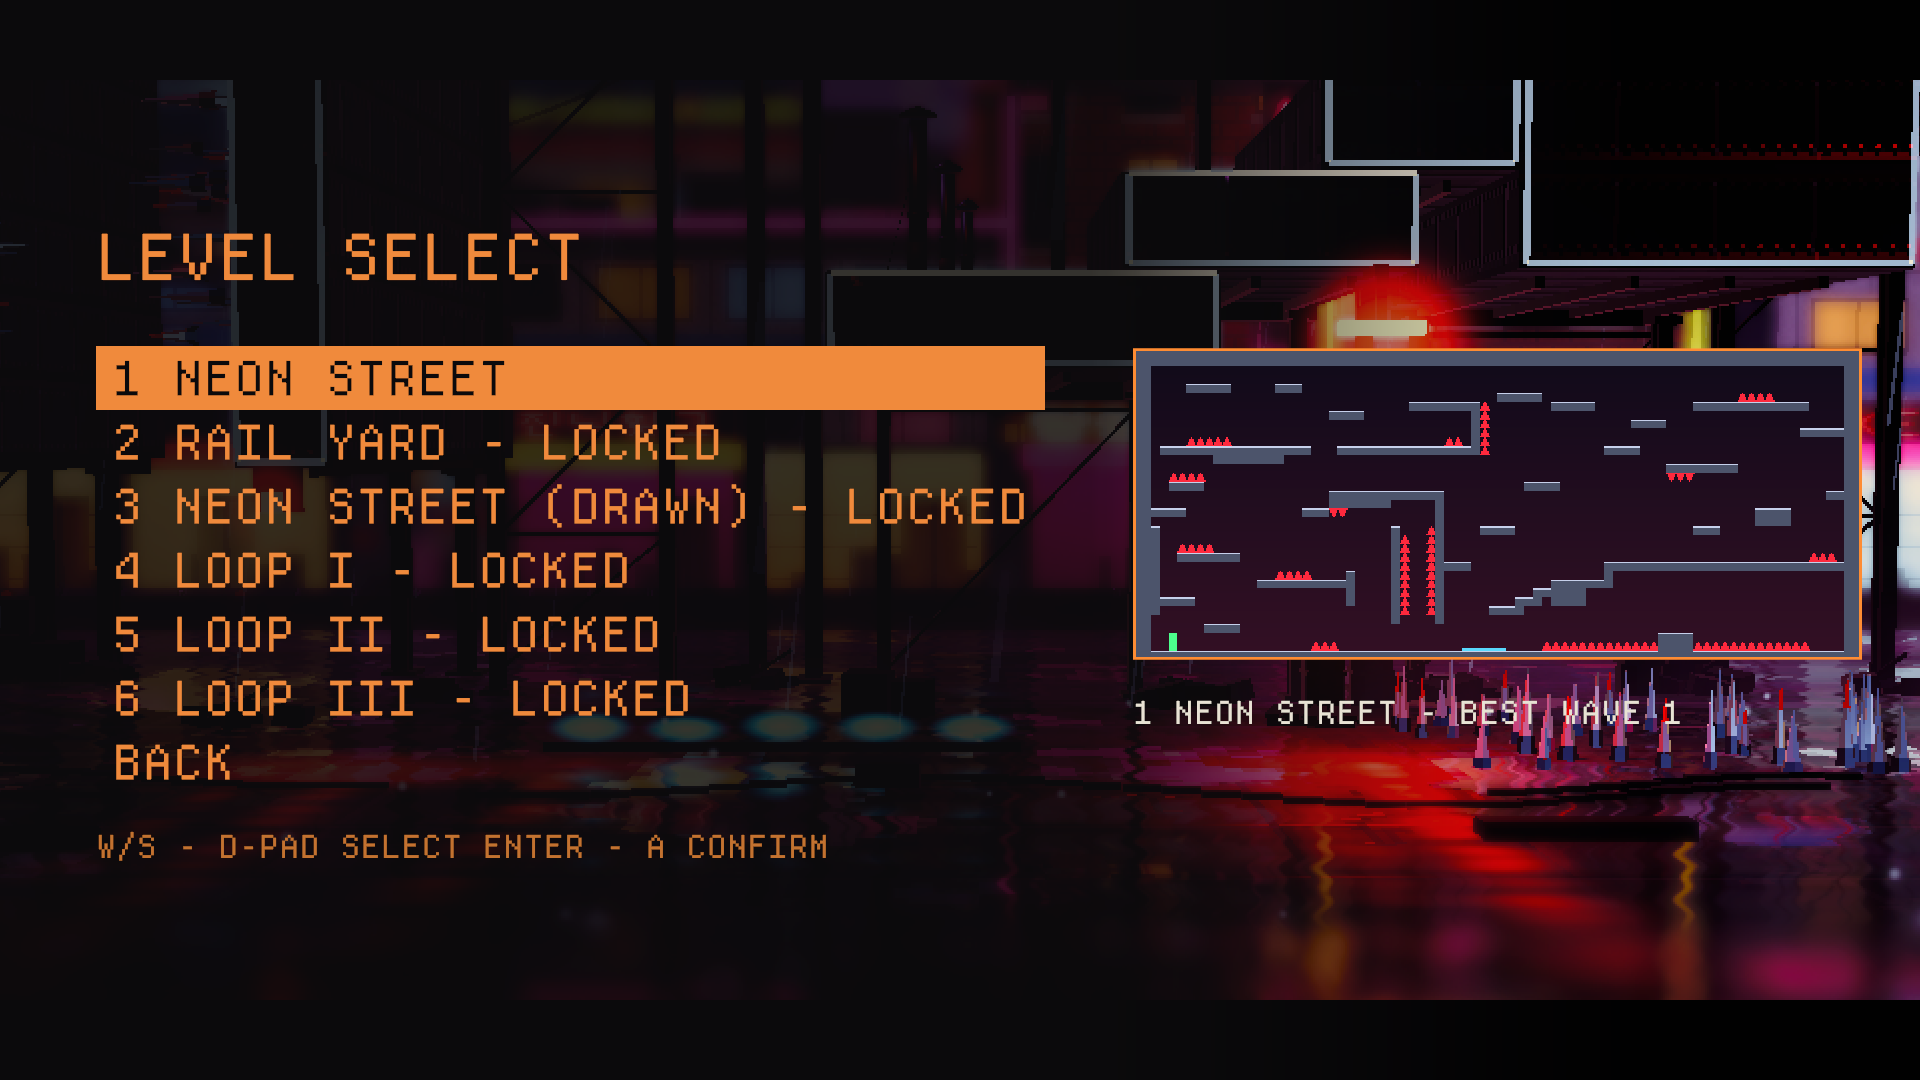 LEVEL SELECT
1 NEON STREET
2 RAIL YARD - LOCKED
3 NEON STREET (DRAWN) - LOCKED
4 LOOP I - LOCKED
5 LOOP II - LOCKED
6 LOOP III - LOCKED
BACK
W/S - D-PAD SELECT ENTER - A CONFIRM
1 NEON STREET - BEST WAVE 1